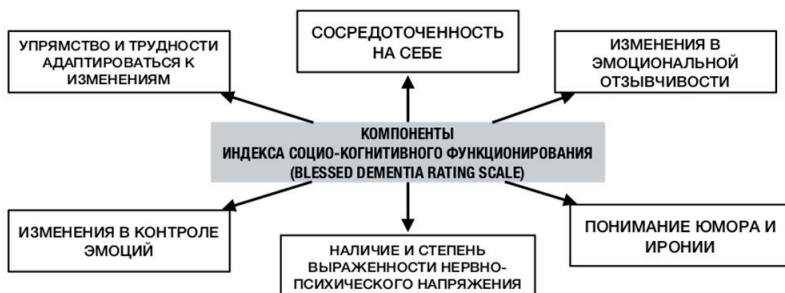 УПРЯМСТВО И ТРУДНОСТИ
АДАПТИРОВАТЬСЯ К
ИЗМЕНЕНИЯМ
СОСРЕДОТОЧЕННОСТЬ
НА СЕБЕ
ИЗМЕНЕНИЯ В
ЭМОЦИОНАЛЬНОЙ
ОТЗЫВЧИВОСТИ
КОМПОНЕНТЫ
ИНДЕКСА СОЦИО-КОГНИТИВНОГО ФУНКЦИОНИРОВАНИЯ
(BLESSED DEMENTIA RATING SCALE)
ИЗМЕНЕНИЯ В КОНТРОЛЕ
ЭМОЦИЙ
НАЛИЧИЕ И СТЕПЕНЬ
ВЫРАЖЕННОСТИ НЕРВНО-
ПСИХИЧЕСКОГО НАПРЯЖЕНИЯ
ПОНИМАНИЕ ЮМОРА И
ИРОНИИ